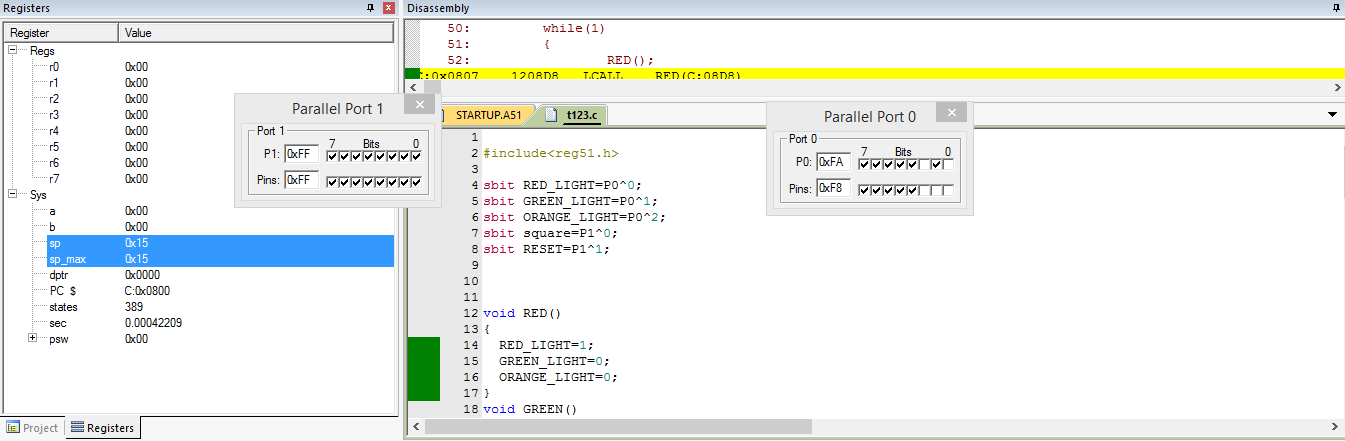 Registers
Register Value
Regs
r0 0x00
r1 0x00
r2 0x00
r3 0x00
r4 0x00
r5 0x00
r6 0x00
r7 0x00
Sys
a 0x00
b 0x00
sp 0x15
sp_max 0x15
dptr 0x0000
PC $ C:0x0800
states 389
sec 0.00042209
psw 0x00
Project Registers
Disassembly
50: while(1)
51: {
52: RED();
C:0x0807 1208D8 LCALL RED(C:08D8)
Parallel Port 1
Port 1
7 Bits 0
P1: 0xFF
Pins: 0xFF
STARTUP.A51 t123.c
Parallel Port 0
Port 0
7 Bits 0
P0: 0xFA
Pins: 0xF8
1
2 #include<reg51.h>
3
4 sbit RED_LIGHT=P0^0;
5 sbit GREEN_LIGHT=P0^1;
6 sbit ORANGE_LIGHT=P0^2;
7 sbit square=P1^0;
8 sbit RESET=P1^1;
9
10
11
12 void RED()
13 {
14 RED_LIGHT=1;
15 GREEN_LIGHT=0;
16 ORANGE_LIGHT=0;
17 }
18 void GREEN()